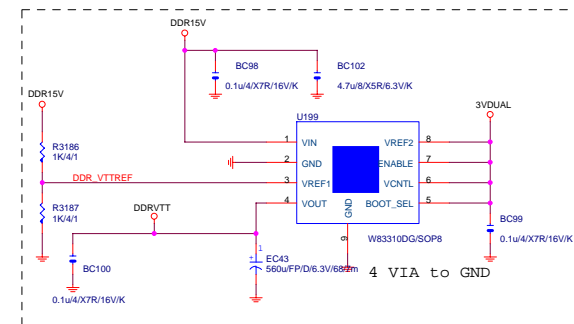 DDR15V
BC98
0.1u/4/X7R/16V/K
BC102
4.7u/8/X5R/6.3V/K
DDR15V
3VDUAL
U199
R3186
1K/4/1
1 VIN VREF2 8
2 GND ENABLE 7
DDR_VTTREF 3 VREF1 VCNTL 6
4 VOUT BOOT_SEL 5
GND
9
R3187
1K/4/1
DDRVTT
W83310DG/SOP8
BC99
0.1u/4/X7R/16V/K
BC100
0.1u/4/X7R/16V/K
1
+
EC43
560u/FP/D/6.3V/68/2m
4 VIA to GND